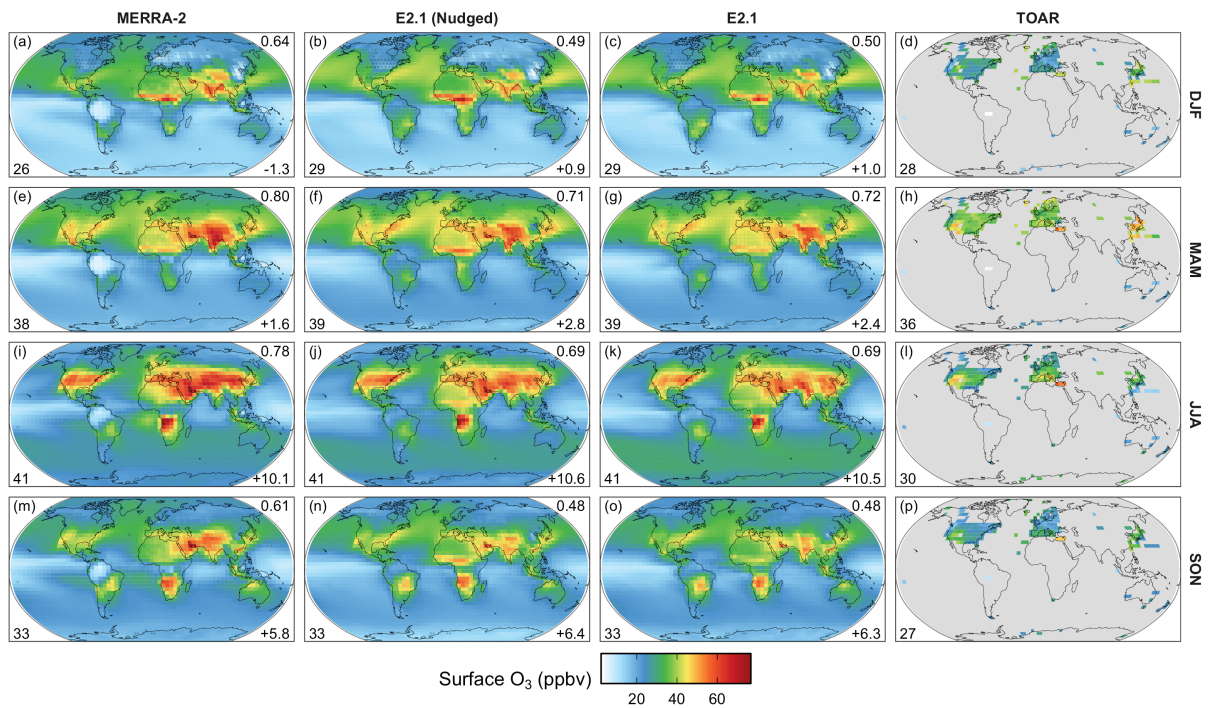 MERRA-2 E2.1 (Nudged) E2.1 TOAR
(a) 0.64 (b) 0.49 (c) 0.50 (d)
DJF
26 -1.3 29 +0.9 29 +1.0 28
(e) 0.80 (f) 0.71 (g) 0.72 (h)
MAM
38 +1.6 39 +2.8 39 +2.4 36
(i) 0.78 (j) 0.69 (k) 0.69 (l)
JJA
41 +10.1 41 +10.6 41 +10.5 30
(m) 0.61 (n) 0.48 (o) 0.48 (p)
SON
33 +5.8 33 +6.4 33 +6.3 27
Surface O₃ (ppbv)
20 40 60